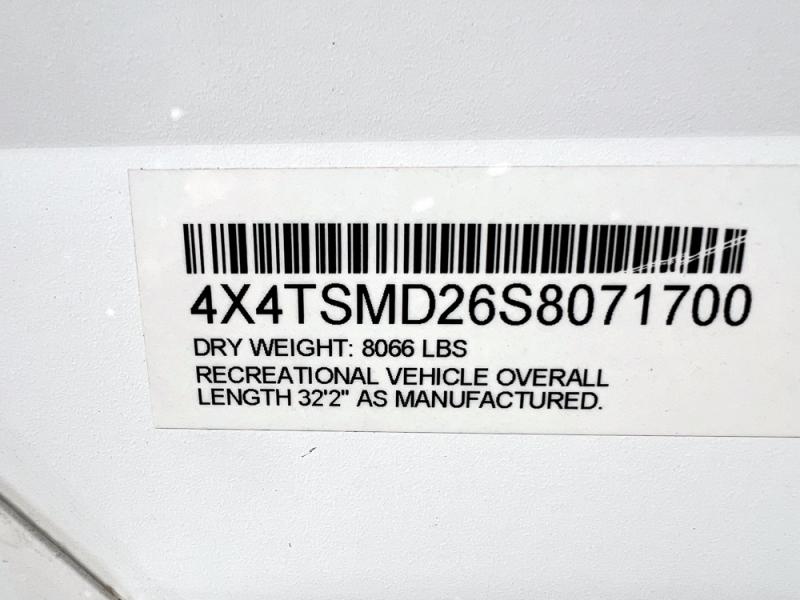 4X4TSMD26S8071700
DRY WEIGHT: 8066 LBS
RECREATIONAL VEHICLE OVERALL
LENGTH 32'2" AS MANUFACTURED.